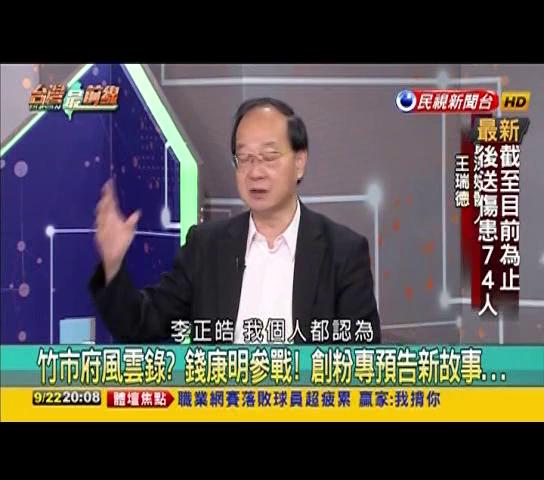 台灣最前線
民視新聞台 HD
最新
截至目前為止
後送傷患74人
王瑞德
李正皓 我個人都認為
竹市府風雲錄? 錢康明參戰! 創粉專預告新故事...
9/22 20:08 體壇焦點 職業網賽落敗球員超疲累 贏家:我揹你